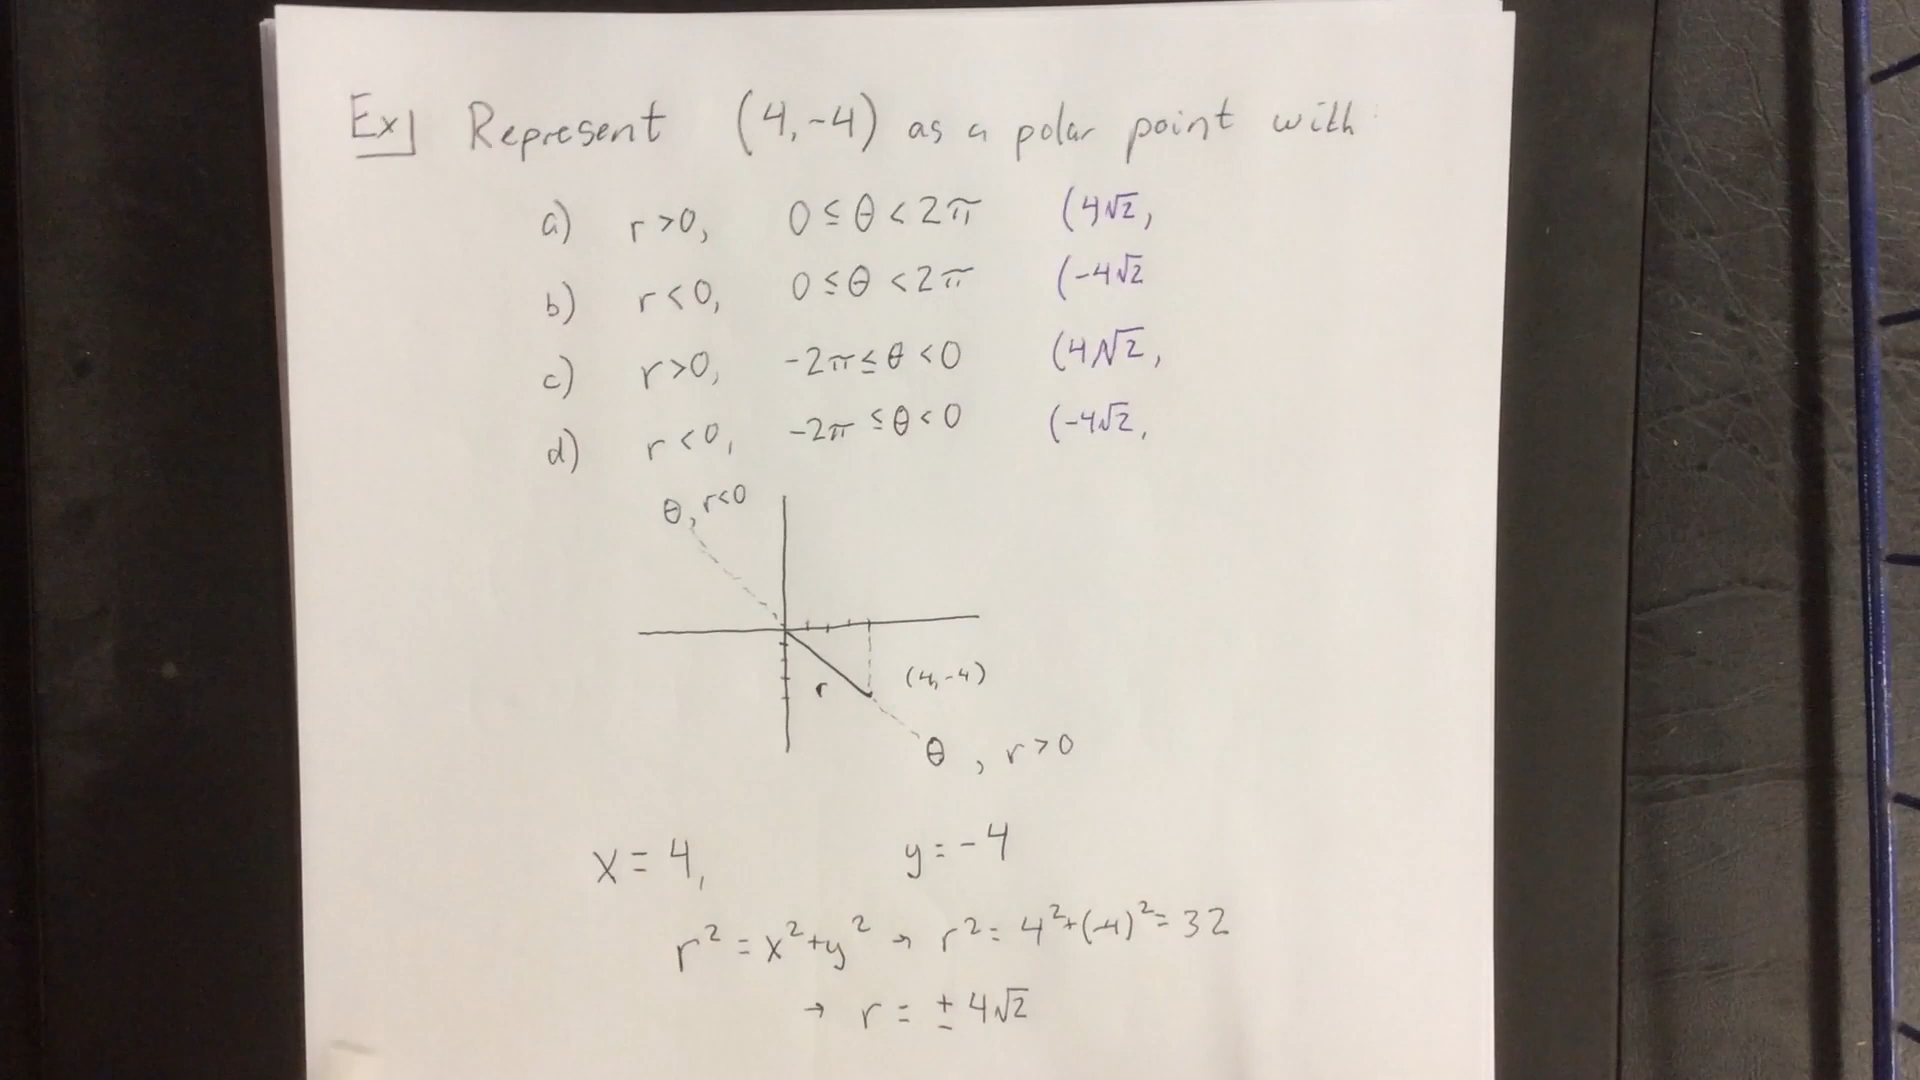 Ex] Represent (4,-4) as a polar point with
a) r>0, 0≤θ<2π (4√2,
b) r<0, 0≤θ<2π (-4√2
c) r>0, -2π≤θ<0 (4√2,
d) r<0, -2π≤θ<0 (-4√2,
θ, r<0
(4,-4)
r
θ, r>0
x=4, y=-4
r²=x²+y² → r²=4²+(-4)²=32
→ r=±4√2